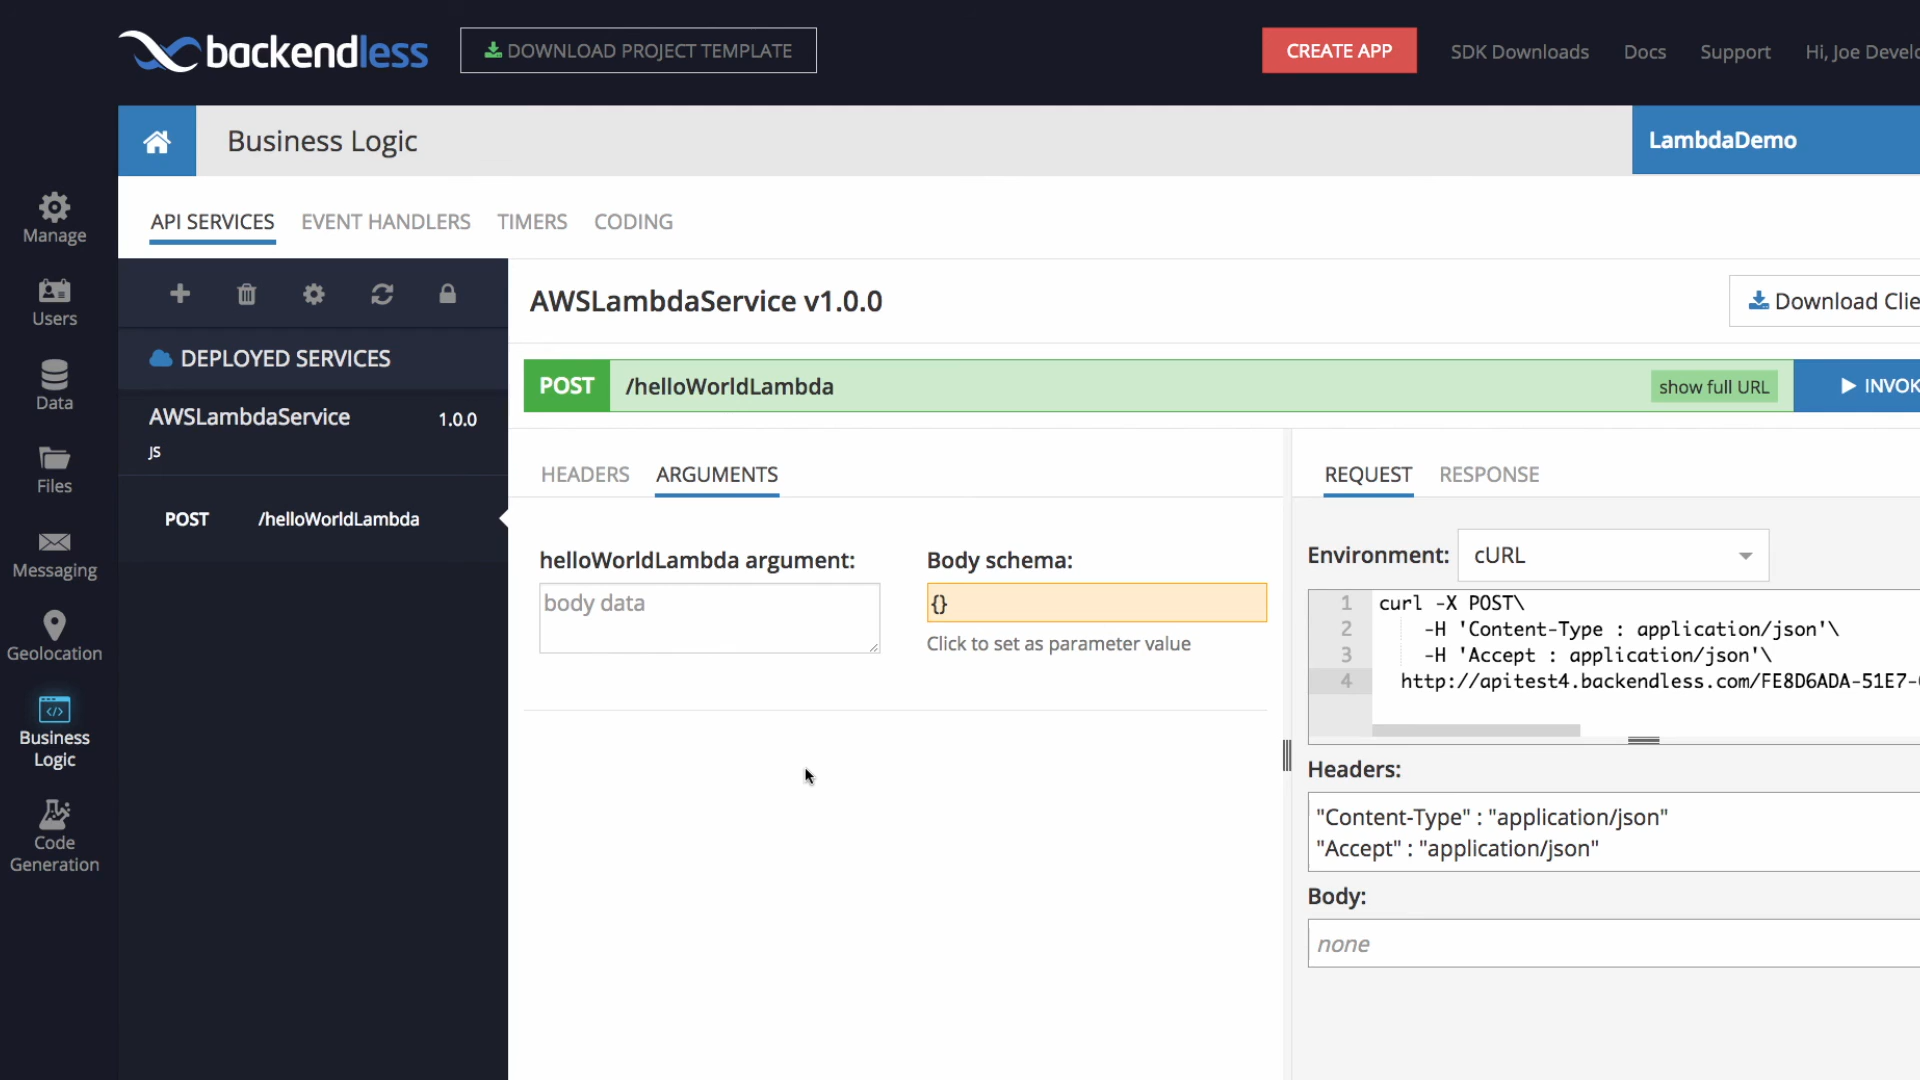 backendless
DOWNLOAD PROJECT TEMPLATE
CREATE APP
SDK Downloads
Docs
Support
Hi, Joe
Business Logic
LambdaDemo
Manage
Users
Data
Files
Messaging
Geolocation
Business
Logic
Code
Generation
API SERVICES
EVENT HANDLERS
TIMERS
CODING
DEPLOYED SERVICES
AWSLambdaService
1.0.0
JS
POST
/helloWorldLambda
AWSLambdaService v1.0.0
Download
POST
/helloWorldLambda
show full URL
HEADERS
ARGUMENTS
helloWorldLambda argument:
body data
Body schema:
{}
Click to set as parameter value
REQUEST
RESPONSE
Environment:
cURL
1 curl -X POST\
2 -H 'Content-Type : application/json'\
3 -H 'Accept : application/json'\
4 http://apitest4.backendless.com/FE8D6ADA-51E7-
Headers:
"Content-Type" : "application/json"
"Accept" : "application/json"
Body:
none